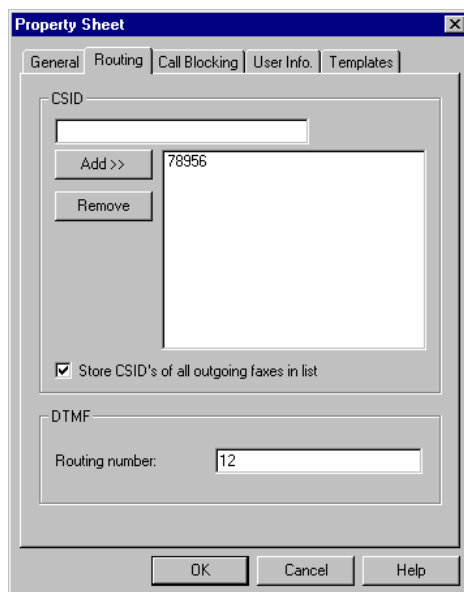 Property Sheet
General Routing Call Blocking User Info. Templates
CSID
Add >>
78956
Remove
Store CSID's of all outgoing faxes in list
DTMF
Routing number: 12
OK Cancel Help